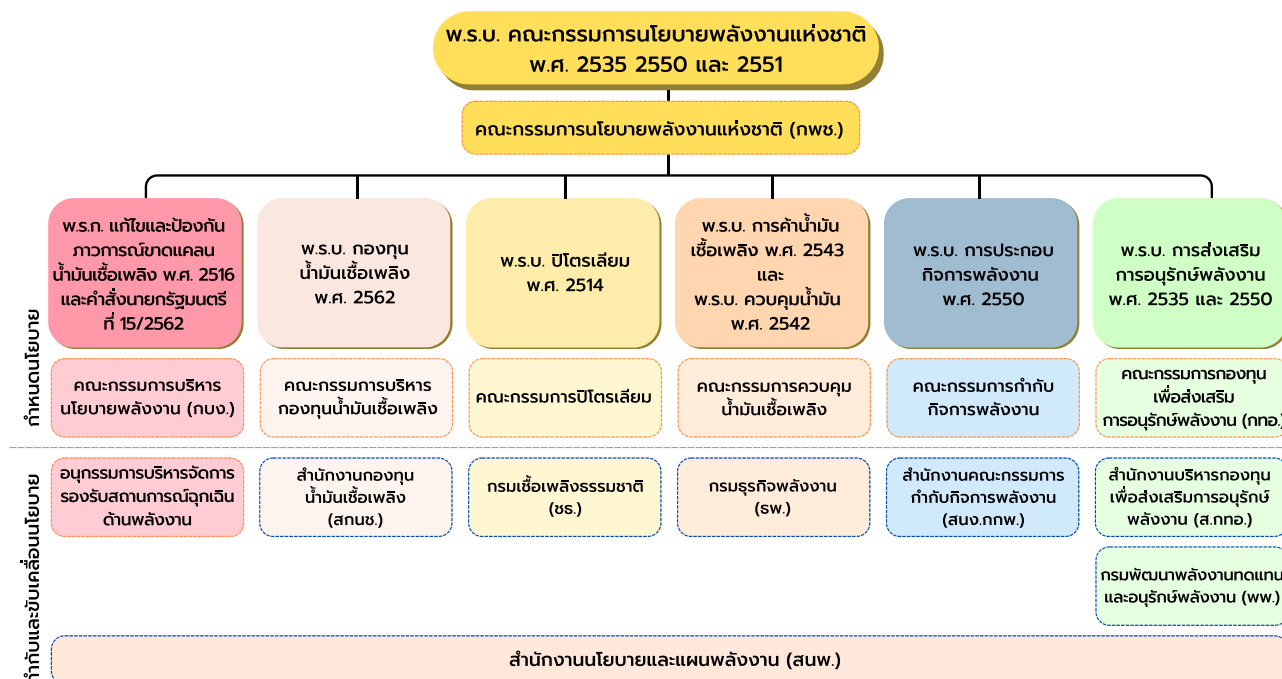 พ.ร.บ. คณะกรรมการนโยบายพลังงานแห่งชาติ
พ.ศ. 2535 2550 และ 2551
คณะกรรมการนโยบายพลังงานแห่งชาติ (กพช.)
กำหนดนโยบาย
พ.ร.ก. แก้ไขและป้องกัน
ภาวการณ์ขาดแคลน
น้ำมันเชื้อเพลิง พ.ศ. 2516
และคำสั่งนายกรัฐมนตรี
ที่ 15/2562
พ.ร.บ. กองทุน
น้ำมันเชื้อเพลิง
พ.ศ. 2562
พ.ร.บ. ปิโตรเลียม
พ.ศ. 2514
พ.ร.บ. การค้าน้ำมัน
เชื้อเพลิง พ.ศ. 2543
และ
พ.ร.บ. ควบคุมน้ำมัน
พ.ศ. 2542
พ.ร.บ. การประกอบ
กิจการพลังงาน
พ.ศ. 2550
พ.ร.บ. การส่งเสริม
การอนุรักษ์พลังงาน
พ.ศ. 2535 และ 2550
คณะกรรมการบริหาร
นโยบายพลังงาน (กบง.)
คณะกรรมการบริหาร
กองทุนน้ำมันเชื้อเพลิง
คณะกรรมการปิโตรเลียม
คณะกรรมการควบคุม
น้ำมันเชื้อเพลิง
คณะกรรมการกำกับ
กิจการพลังงาน
คณะกรรมการกองทุน
เพื่อส่งเสริม
การอนุรักษ์พลังงาน (กทอ.)
กำกับและขับเคลื่อนนโยบาย
อนุกรรมการบริหารจัดการ
รองรับสถานการณ์ฉุกเฉิน
ด้านพลังงาน
สำนักงานกองทุน
น้ำมันเชื้อเพลิง
(สกนช.)
กรมเชื้อเพลิงธรรมชาติ
(ชธ.)
กรมธุรกิจพลังงาน
(ธพ.)
สำนักงานคณะกรรมการ
กำกับกิจการพลังงาน
(สนง.กกพ.)
สำนักงานบริหารกองทุน
เพื่อส่งเสริมการอนุรักษ์
พลังงาน (ส.กทอ.)
กรมพัฒนาพลังงานทดแทน
และอนุรักษ์พลังงาน (พพ.)
สำนักงานนโยบายและแผนพลังงาน (สนพ.)